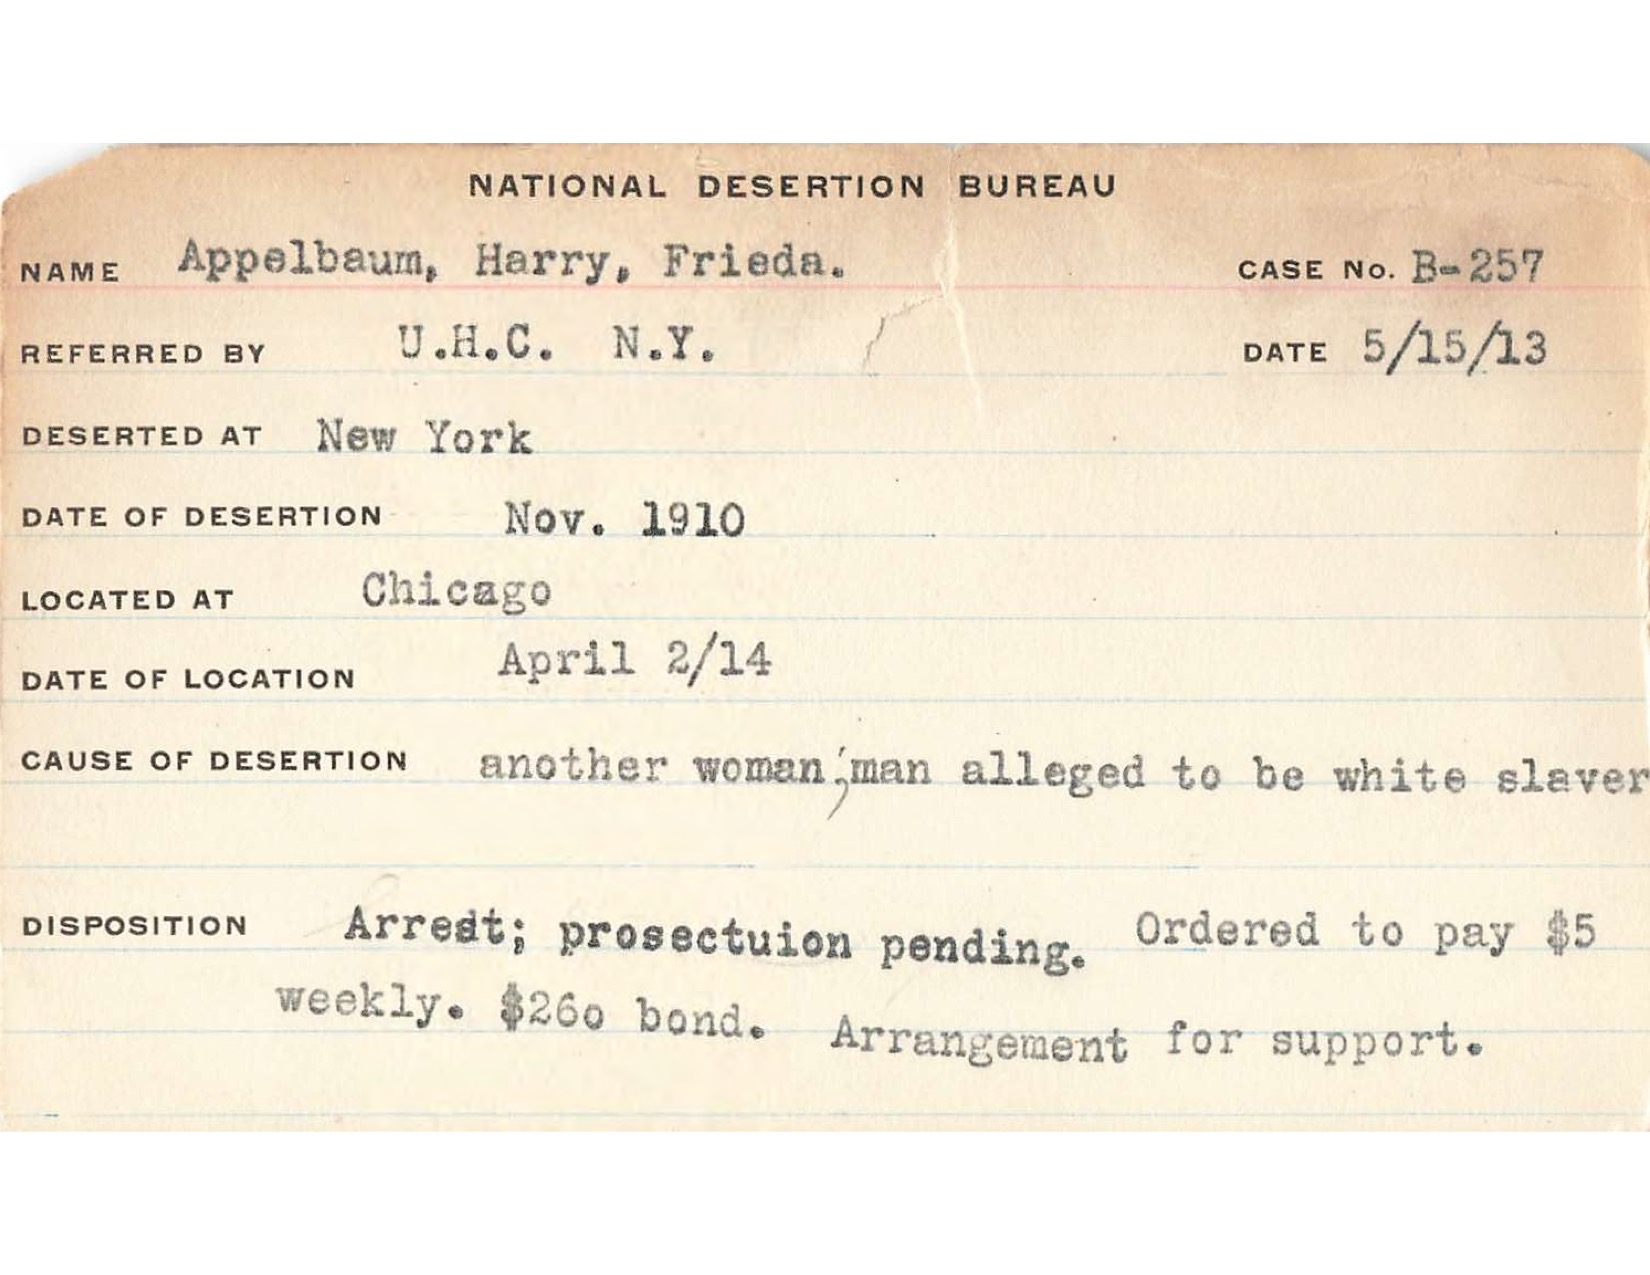 NATIONAL DESERTION BUREAU
NAME Appelbaum, Harry, Frieda. CASE No. B-257
REFERRED BY U.H.C. N.Y. DATE 5/15/13
DESERTED AT New York
DATE OF DESERTION Nov. 1910
LOCATED AT Chicago
DATE OF LOCATION April 2/14
CAUSE OF DESERTION another woman; man alleged to be white slaver
DISPOSITION Arrest; prosectuion pending. Ordered to pay $5
weekly. $260 bond. Arrangement for support.